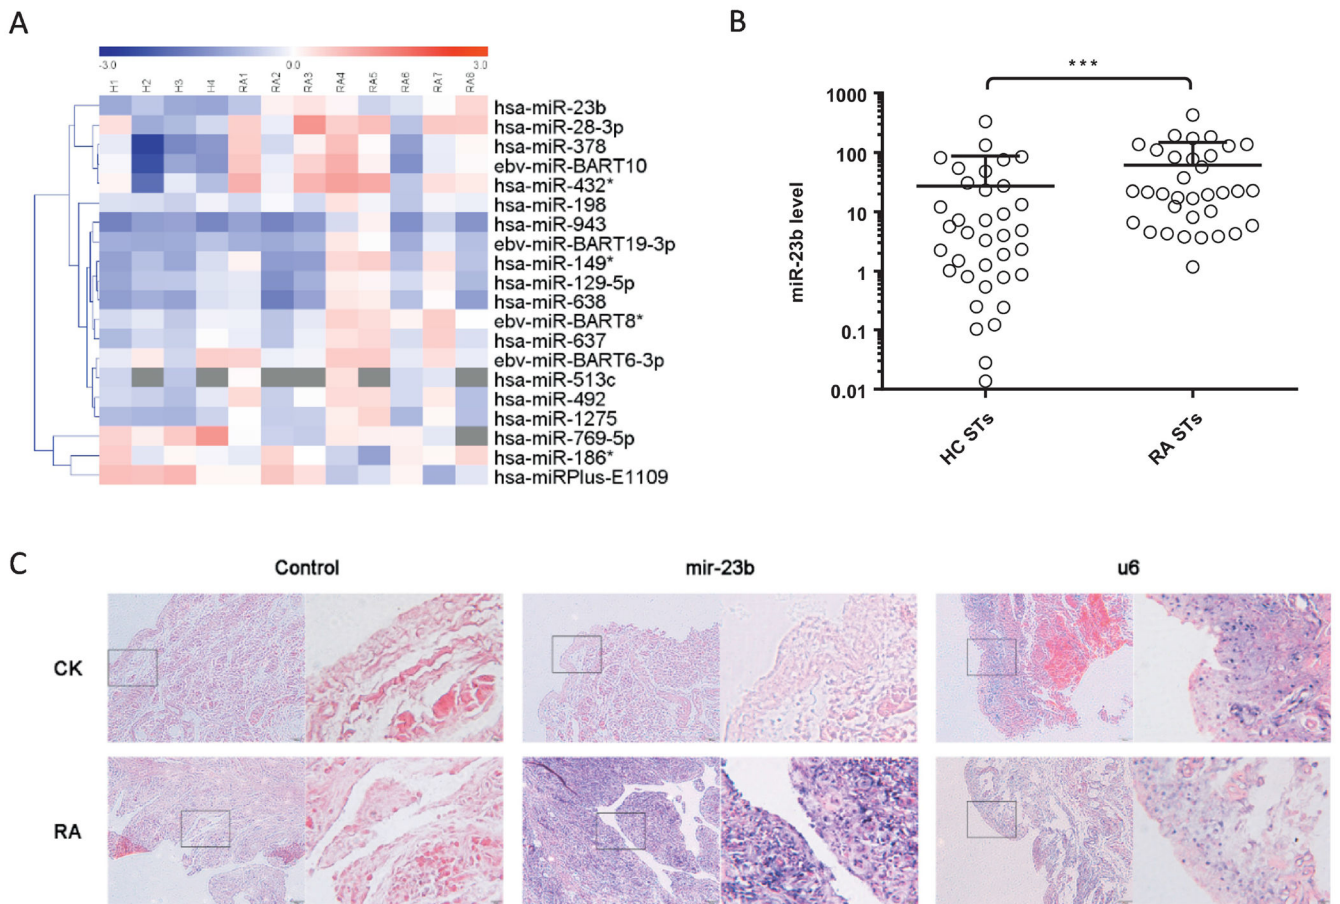 A
-3.0 0.0 3.0
H1 H2 H3 H4 RA1 RA2 RA3 RA4 RA5 RA6 RA7 RA8
hsa-miR-23b
hsa-miR-28-3p
hsa-miR-378
ebv-miR-BART10
hsa-miR-432*
hsa-miR-198
hsa-miR-943
ebv-miR-BART19-3p
hsa-miR-149*
hsa-miR-129-5p
hsa-miR-638
ebv-miR-BART8*
hsa-miR-637
ebv-miR-BART6-3p
hsa-miR-513c
hsa-miR-492
hsa-miR-1275
hsa-miR-769-5p
hsa-miR-186*
hsa-miRPlus-E1109
B
***
miR-23b level
1000
100
10
1
0.1
0.01
HC STs
RA STs
C
Control mir-23b u6
CK
RA